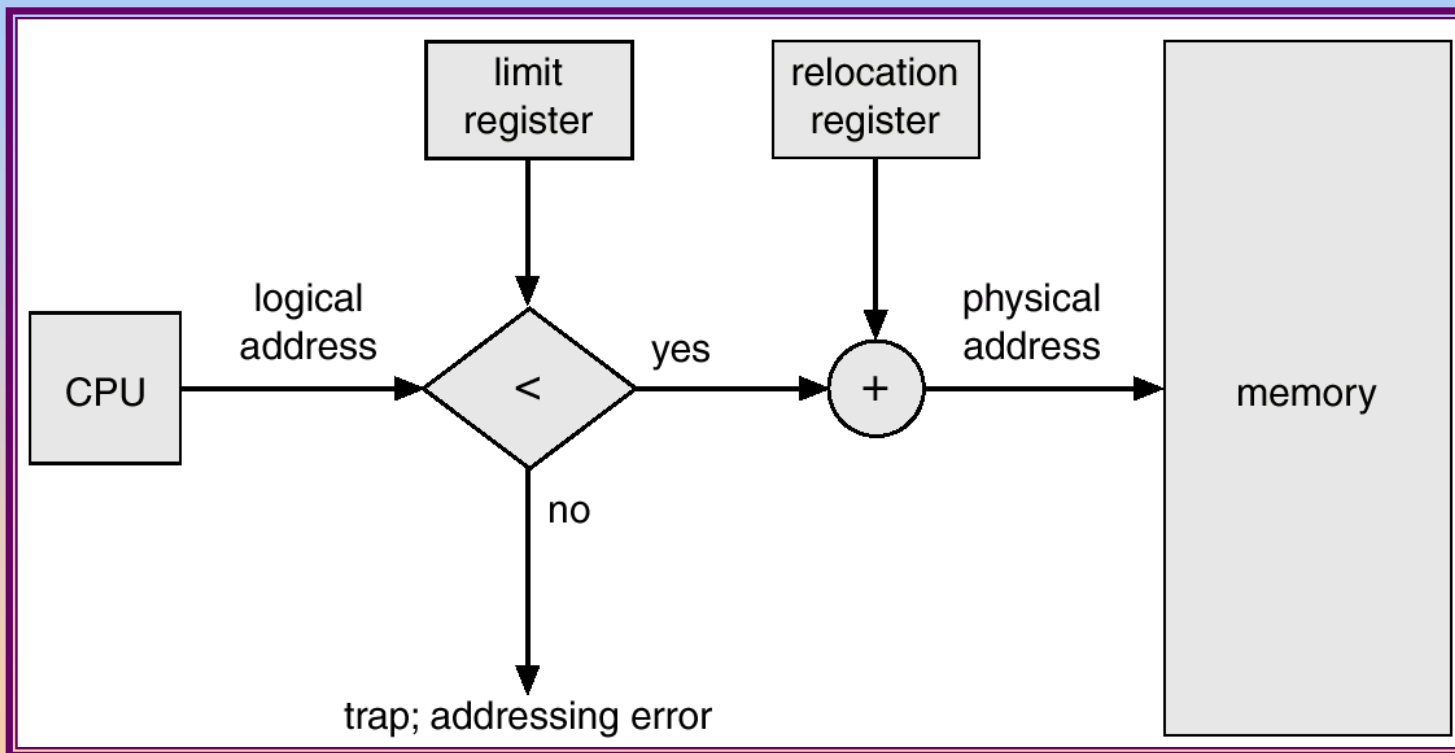 limit
register
relocation
register
logical
address
CPU
<
yes
+
physical
address
memory
no
trap; addressing error